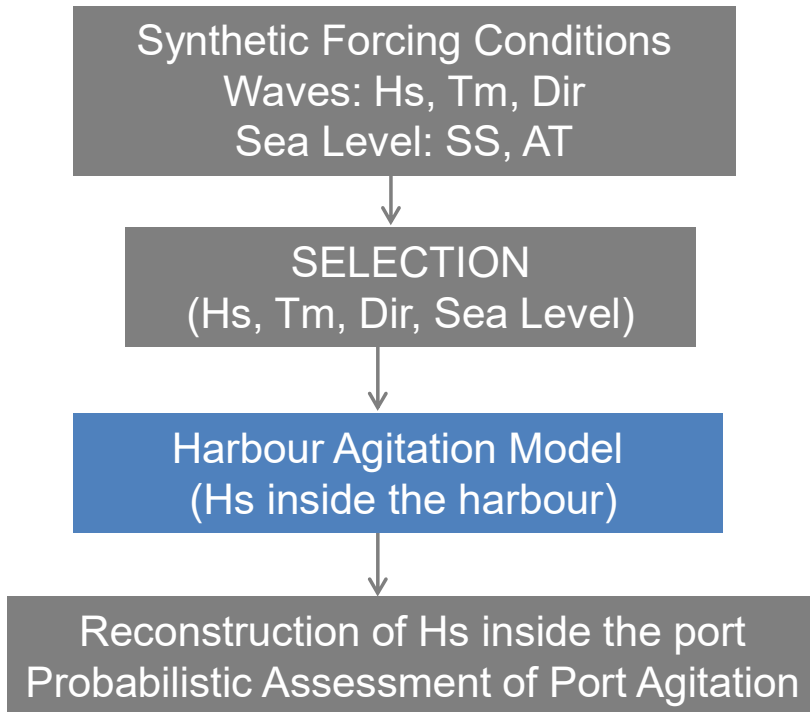 Synthetic Forcing Conditions
Waves: Hs, Tm, Dir
Sea Level: SS, AT
SELECTION
(Hs, Tm, Dir, Sea Level)
Harbour Agitation Model
(Hs inside the harbour)
Reconstruction of Hs inside the port
Probabilistic Assessment of Port Agitation